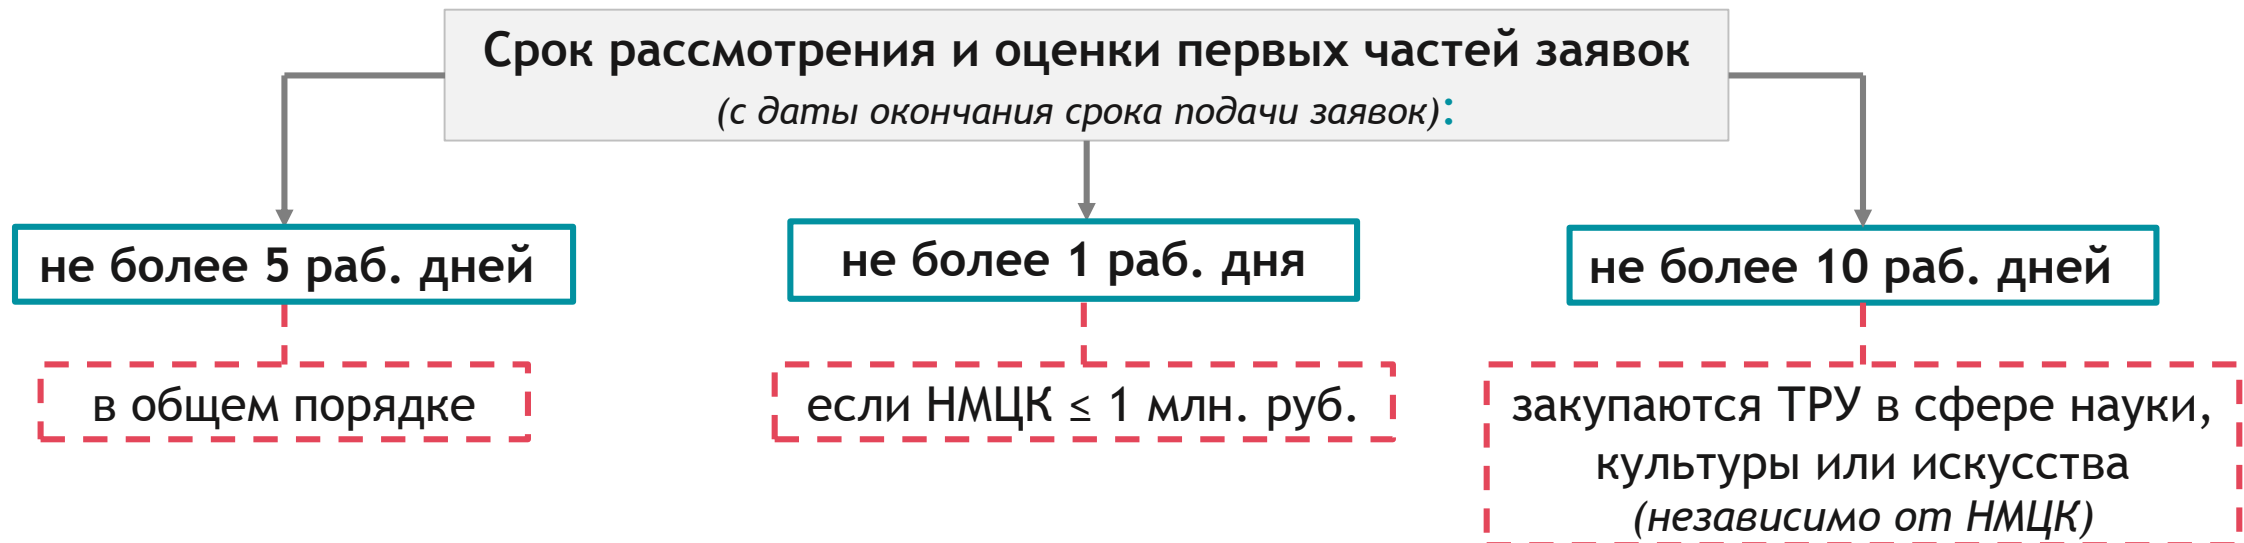 Срок рассмотрения и оценки первых частей заявок
(с даты окончания срока подачи заявок):
не более 5 раб. дней
не более 1 раб. дня
не более 10 раб. дней
в общем порядке
если НМЦК ≤ 1 млн. руб.
закупаются ТРУ в сфере науки,
культуры или искусства
(независимо от НМЦК)